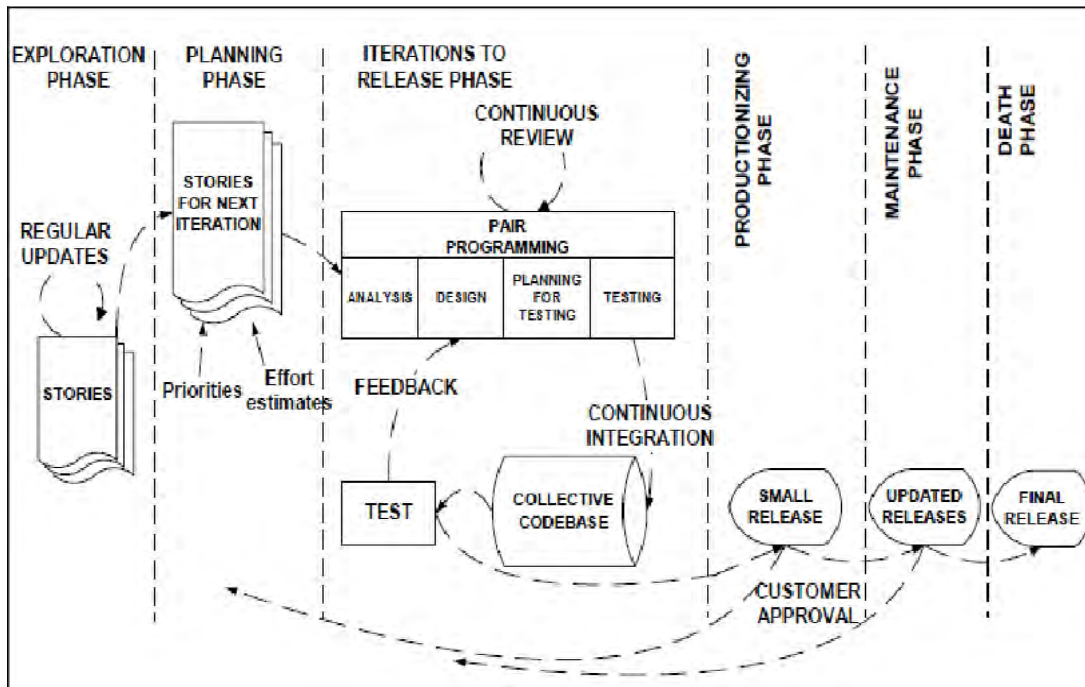 EXPLORATION
PHASE
PLANNING
PHASE
ITERATIONS TO
RELEASE PHASE
PRODUCTIONIZING
PHASE
MAINTENANCE
PHASE
DEATH
PHASE
CONTINUOUS
REVIEW
STORIES
FOR NEXT
ITERATION
REGULAR
UPDATES
PAIR
PROGRAMMING
ANALYSIS
DESIGN
PLANNING
FOR
TESTING
TESTING
STORIES
Priorities
Effort
estimates
FEEDBACK
CONTINUOUS
INTEGRATION
TEST
COLLECTIVE
CODEBASE
SMALL
RELEASE
UPDATED
RELEASES
FINAL
RELEASE
CUSTOMER
APPROVAL